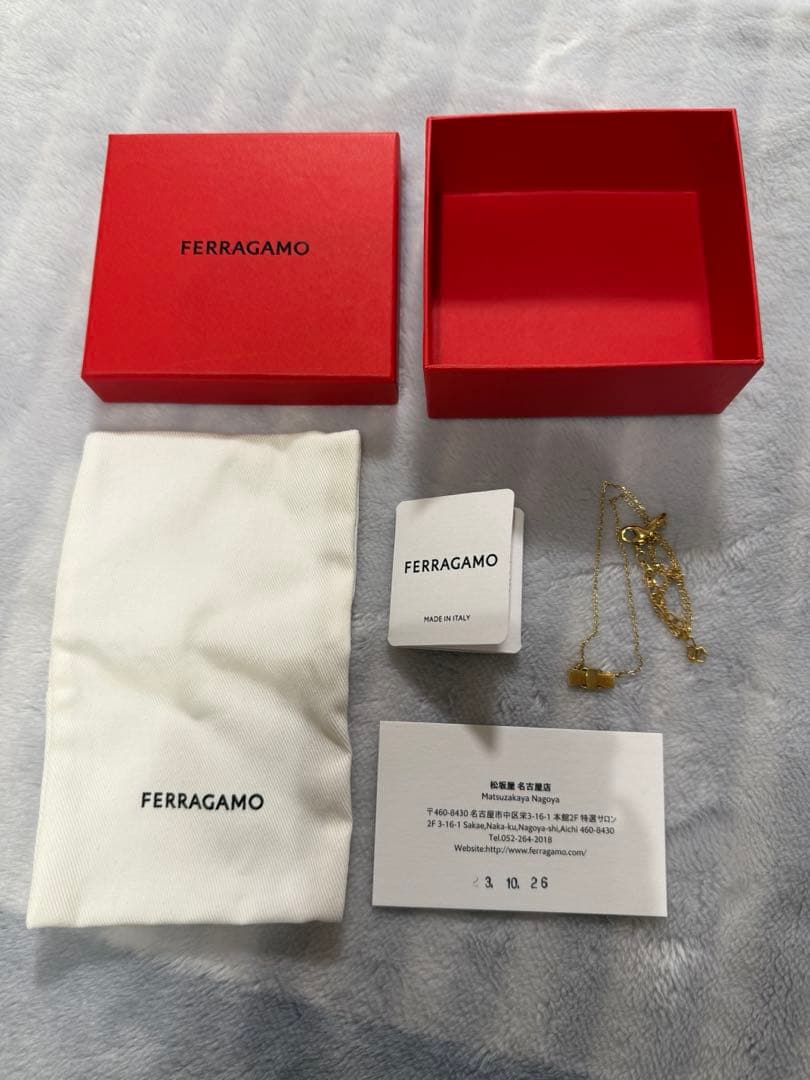 FERRAGAMO
FERRAGAMO
MADE IN ITALY
FERRAGAMO
松坂屋 名古屋店
Matsuzakaya Nagoya
〒460-8430 名古屋市中区栄3-16-1 本館2F 特選サロン
2F 3-16-1 Sakae,Naka-ku,Nagoya-shi,Aichi 460-8430
Tel.052-264-2018
Website:http://www.ferragamo.com/
3. 10. 26